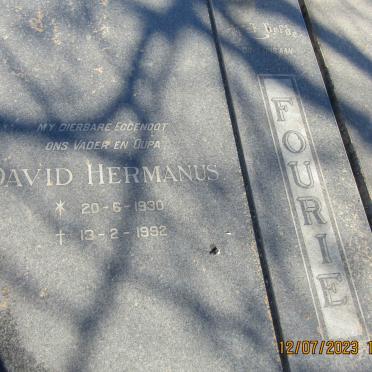 MY DIERBARE EGGENOOT
ONS VADER EN OUPA
DAVID HERMANUS
* 20-6-1930
† 13-2-1992
FOURIE
12/07/2023 1